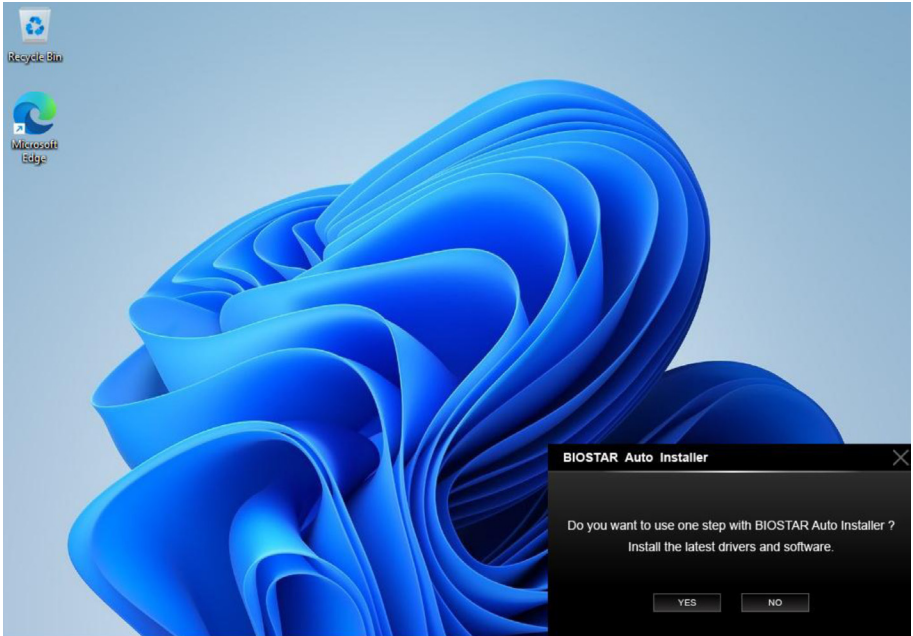 Recycle Bin
Microsoft
Edge
BIOSTAR Auto Installer
Do you want to use one step with BIOSTAR Auto Installer ?
Install the latest drivers and software.
YES
NO